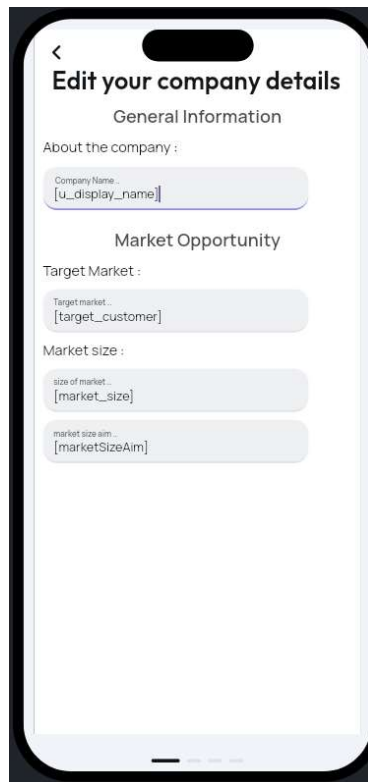 Edit your company details
General Information
About the company :
Company Name ..
[u_display_name]
Market Opportunity
Target Market :
Target market ..
[target_customer]
Market size :
size of market ..
[market_size]
market size aim ..
[marketSizeAim]